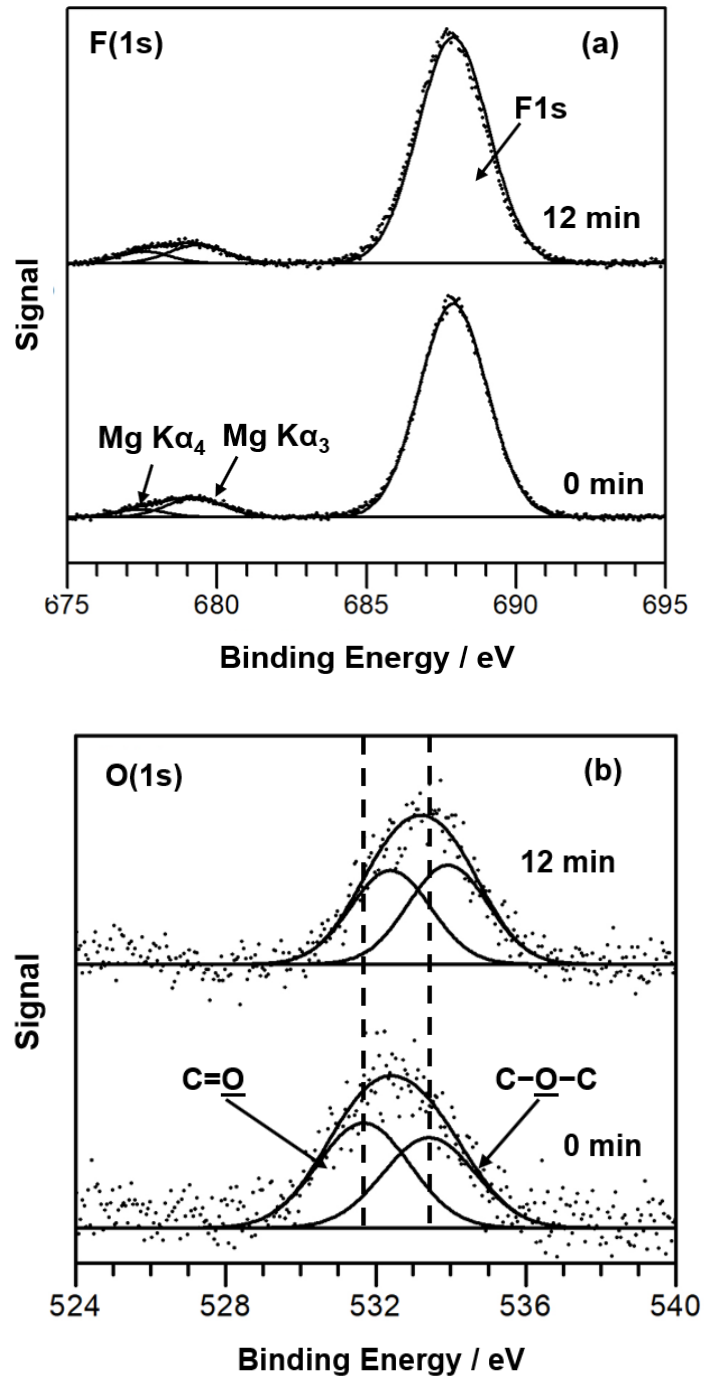 F(1s)
(a)
F1s
12 min
Signal
Mg Kα₄
Mg Kα₃
0 min
675 680 685 690 695
Binding Energy / eV
O(1s)
(b)
12 min
Signal
C=O
C−O−C
0 min
524 528 532 536 540
Binding Energy / eV